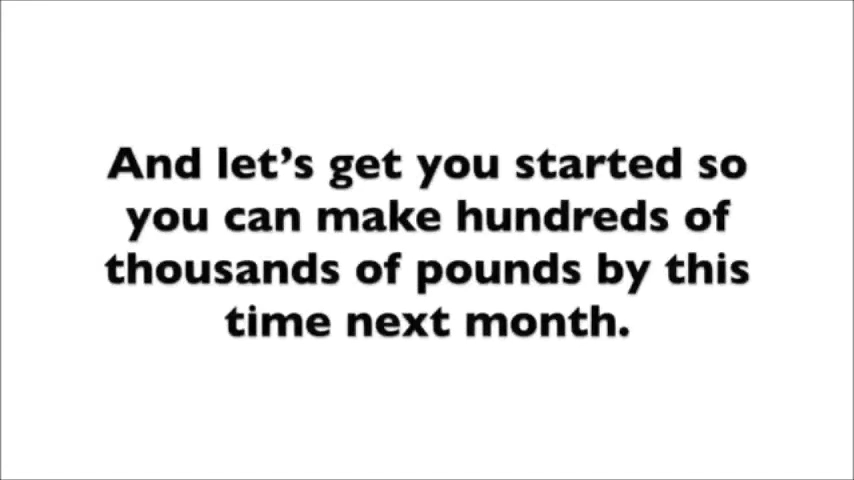 And let’s get you started so
you can make hundreds of
thousands of pounds by this
time next month.